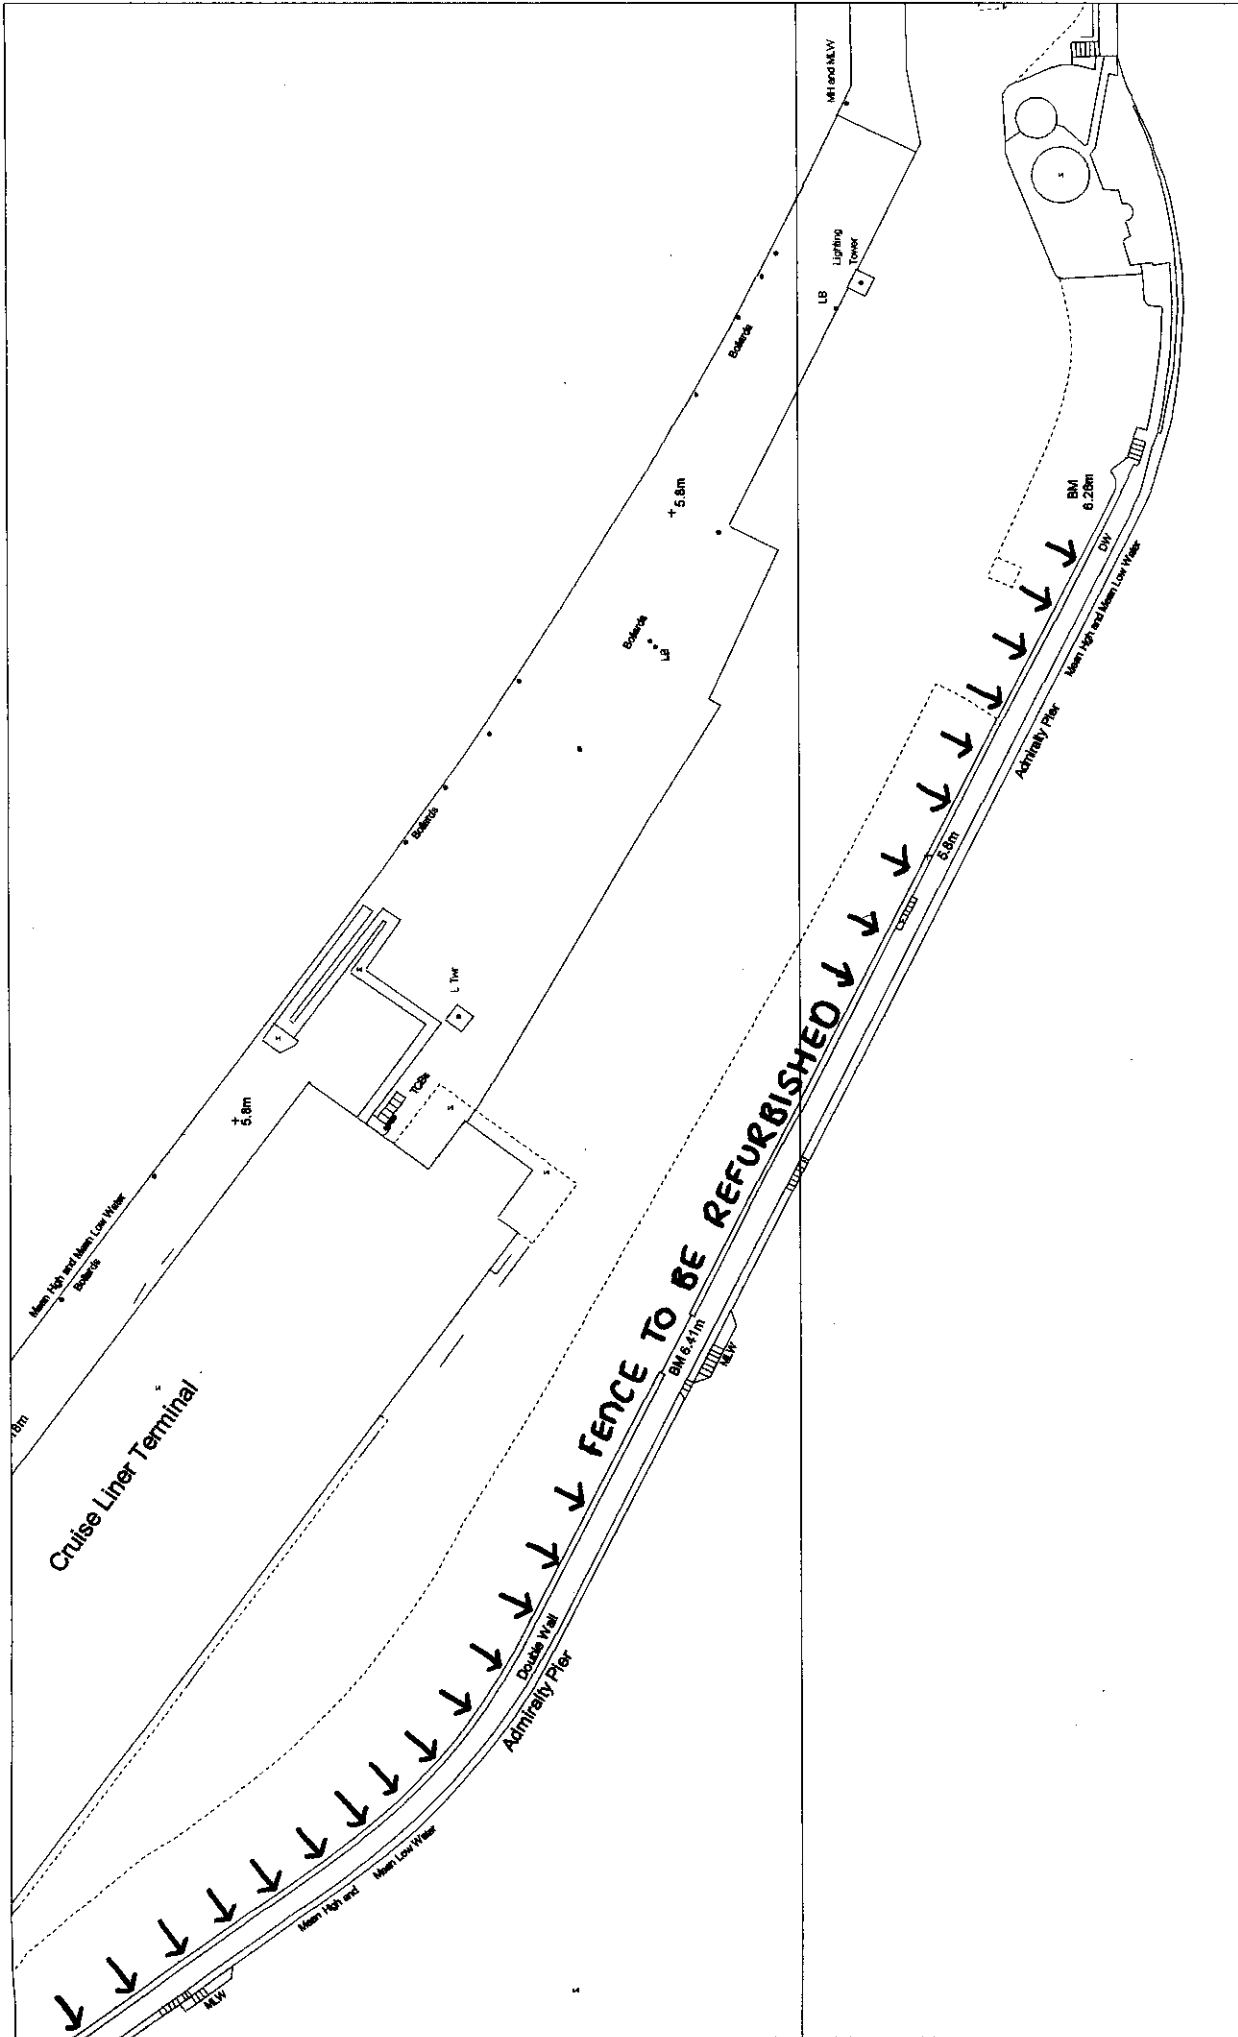 MH and MLW
Lighting
Tower
LB
Bollards
5.8m
BM
6.26m
DW
Mean High and Mean Low Water
Bollards
LB
Admiralty Pier
Bollards
5.8m
L Twr
TCBs
5.8m
FENCE TO BE REFURBISHED
Mean High and Mean Low Water
Bollards
BM 6.41m
MLW
Cruise Liner Terminal
Double Wall
Admiralty Pier
Mean High and
Mean Low Water
MLW